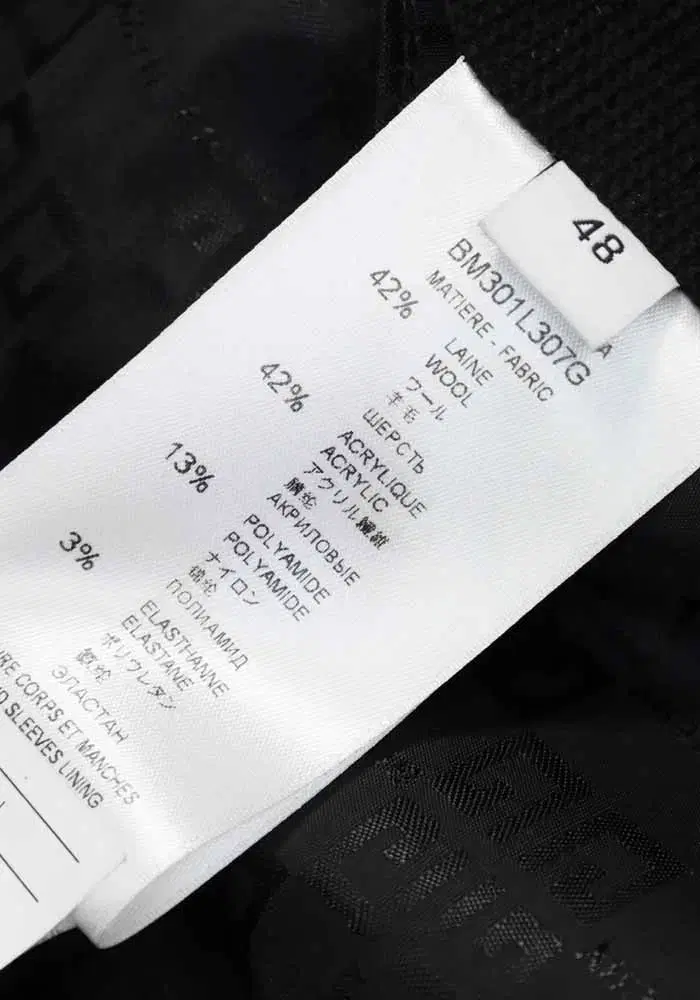 48
BM301L307G
A
MATIERE - FABRIC
42%
LAINE
WOOL
ウール
羊毛
ШЕРСТЬ
42%
ACRYLIQUE
ACRYLIC
アクリル繊維
腈纶
АКРИЛОВЫЕ
13%
POLYAMIDE
POLYAMIDE
ナイロン
锦纶
ПОЛИАМИД
3%
ELASTHANNE
ELASTANE
ポリウレタン
氨纶
ЭЛАСТАН
CORPS ET MANCHES
SLEEVES LINING